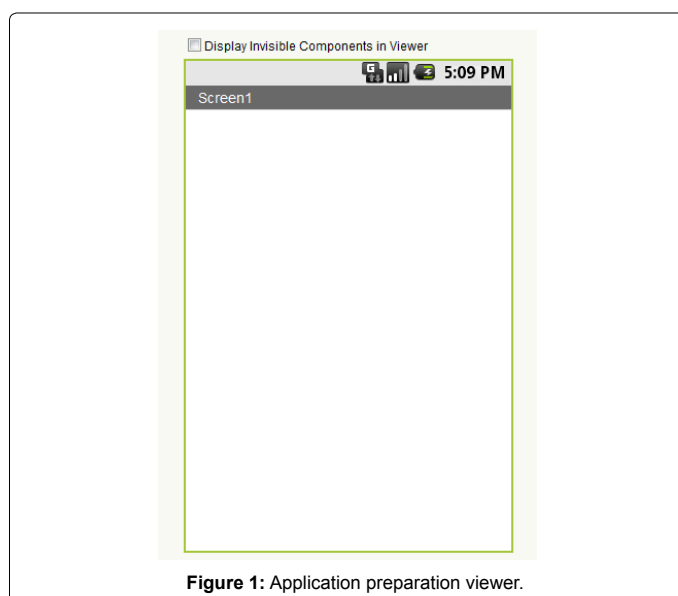 Display Invisible Components in Viewer
G
5:09 PM
Screen1
Figure 1: Application preparation viewer.